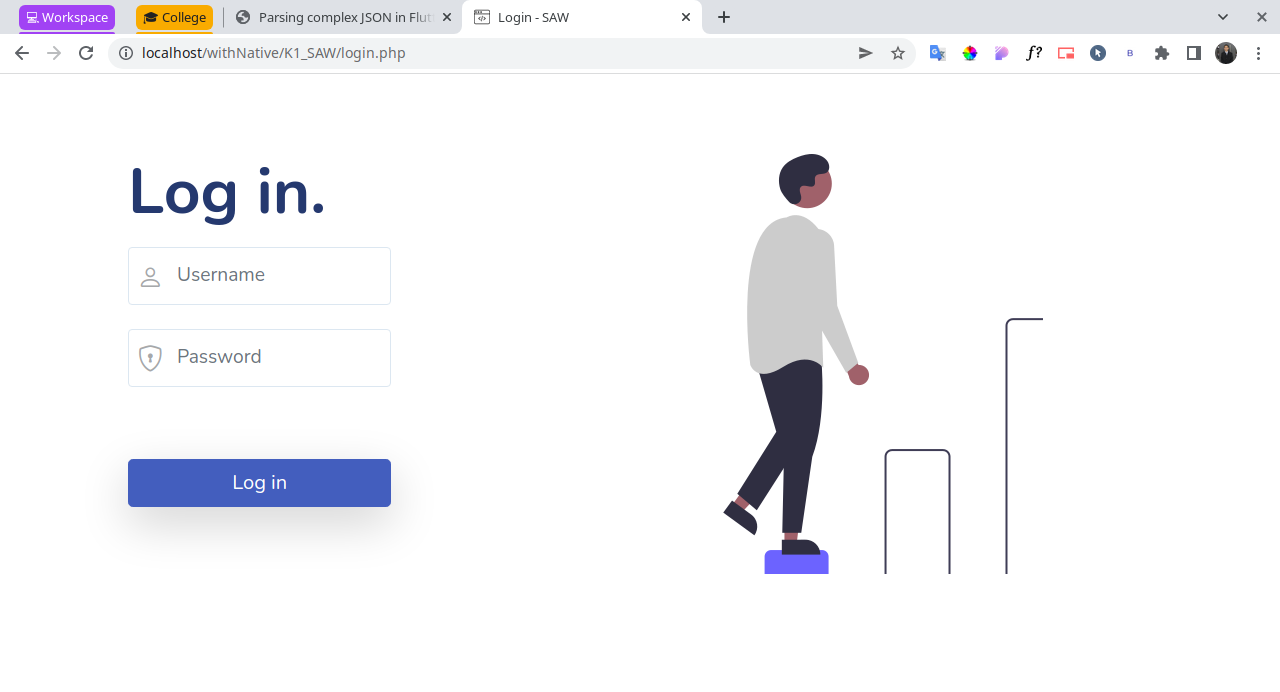 Workspace
College
Parsing complex JSON in Flut
Login - SAW
localhost/withNative/K1_SAW/login.php
f?
B
Log in.
Username
Password
Log in